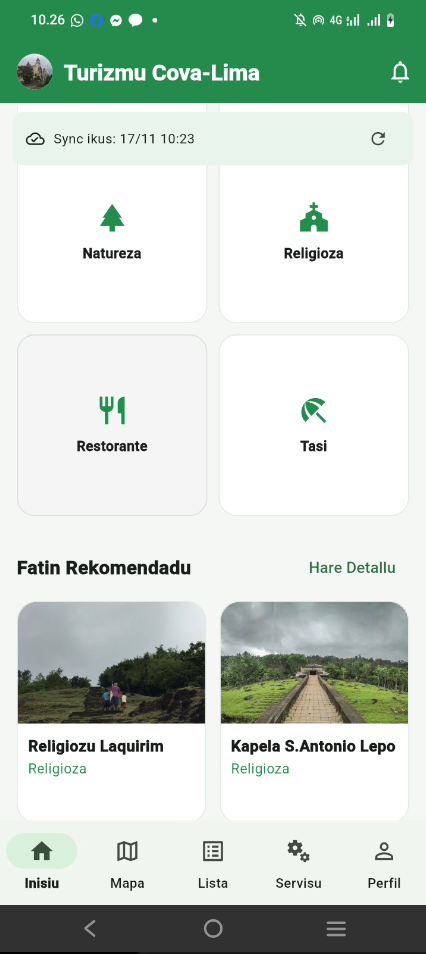 10.26
4G
Turizmu Cova-Lima
Sync ikus: 17/11 10:23
Natureza
Religioza
Restorante
Tasi
Fatin Rekomendadu
Hare Detallu
Religiozu Laquirim
Religioza
Kapela S.Antonio Lepo
Religioza
Inisiu
Mapa
Lista
Servisu
Perfil